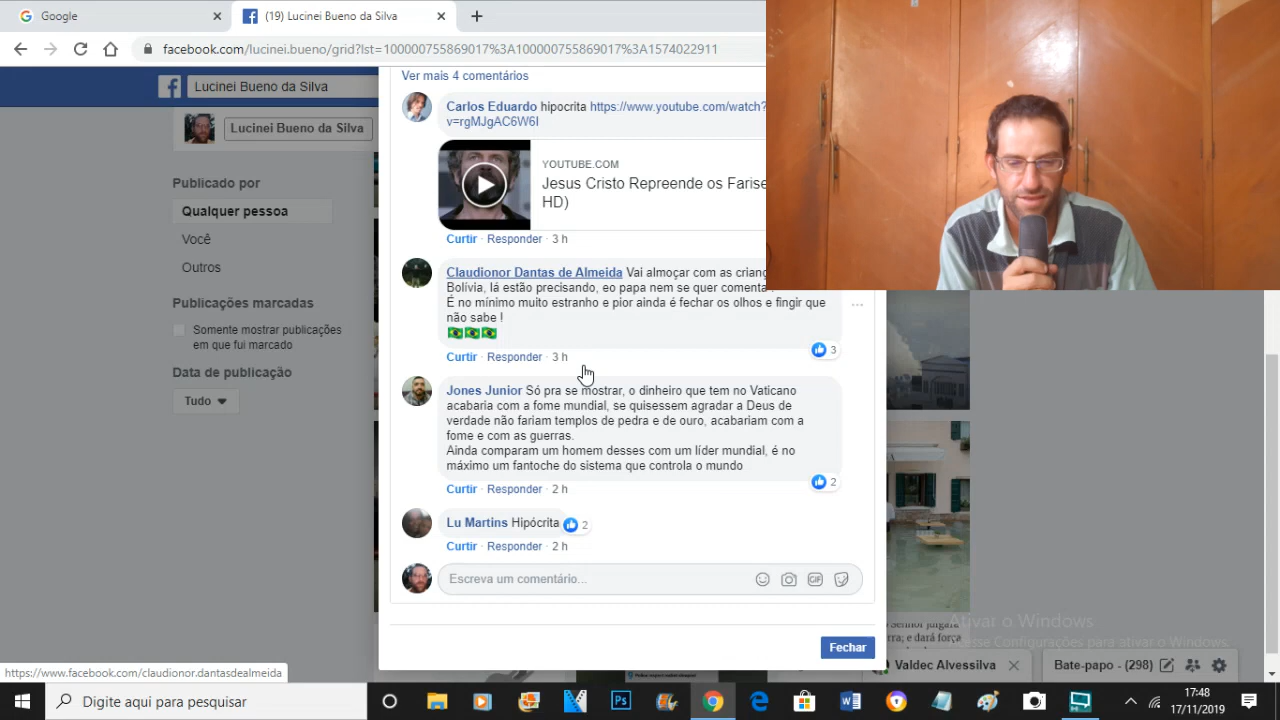 Google
(19) Lucinei Bueno da Silva
facebook.com/lucinei.bueno/grid?lst=100000755869017%3A100000755869017%3A1574022911
Lucinei Bueno da Silva
Lucinei Bueno da Silva
Publicado por
Qualquer pessoa
Você
Outros
Publicações marcadas
Somente mostrar publicações
em que fui marcado
Data de publicação
Tudo
Ver mais 4 comentários
Carlos Eduardo hipocrita https://www.youtube.com/watch?
v=rgMJgAC6W6I
YOUTUBE.COM
Jesus Cristo Repreende os Farise
HD)
Curtir · Responder · 3 h
Claudionor Dantas de Almeida Vai almoçar com as crianç
Bolívia, lá estão precisando, eo papa nem se quer comenta
É no mínimo muito estranho e pior ainda é fechar os olhos e fingir que
não sabe !
3
Curtir · Responder · 3 h
Jones Junior Só pra se mostrar, o dinheiro que tem no Vaticano
acabaria com a fome mundial, se quisessem agradar a Deus de
verdade não fariam templos de pedra e de ouro, acabariam com a
fome e com as guerras.
Ainda comparam um homem desses com um líder mundial, é no
máximo um fantoche do sistema que controla o mundo
2
Curtir · Responder · 2 h
Lu Martins Hipócrita 2
Curtir · Responder · 2 h
Escreva um comentário...
GIF
Fechar
Senhor julgará
rra; e dará força
Ativar o Windows
Acesse Configurações para ativar o Windows.
Valdec Alvessilva
Bate-papo - (298)
https://www.facebook.com/claudionor.dantasdealmeida
Digite aqui para pesquisar
Ps
17:48
17/11/2019